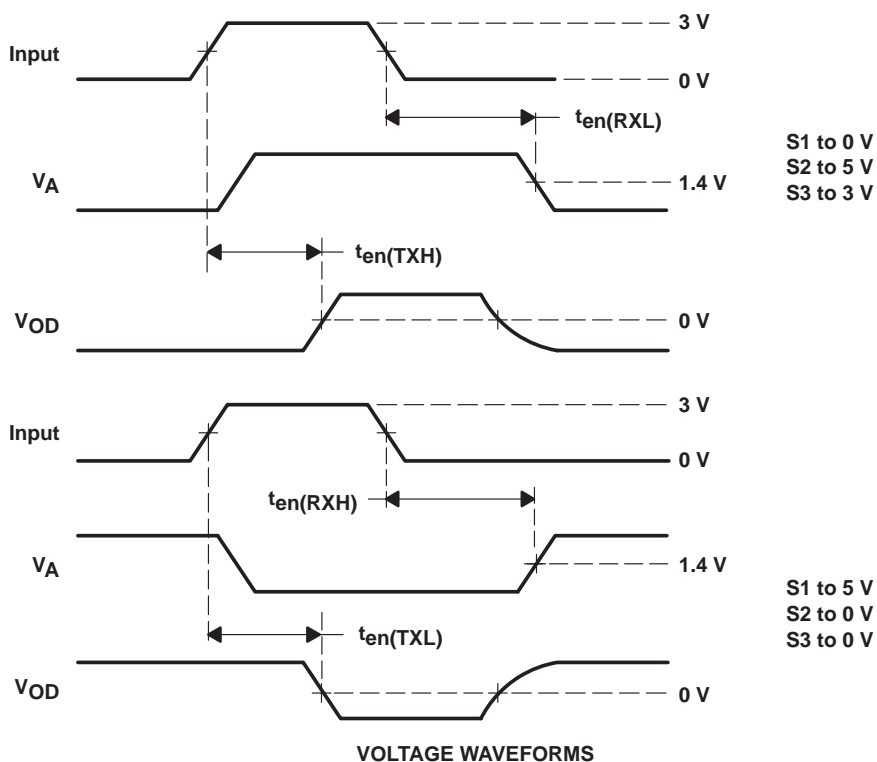 3 V
Input
0 V
ten(RXL)
S1 to 0 V
S2 to 5 V
S3 to 3 V
VA
1.4 V
ten(TXH)
VOD
0 V
3 V
Input
0 V
ten(RXH)
VA
1.4 V
S1 to 5 V
S2 to 0 V
S3 to 0 V
ten(TXL)
VOD
0 V
VOLTAGE WAVEFORMS